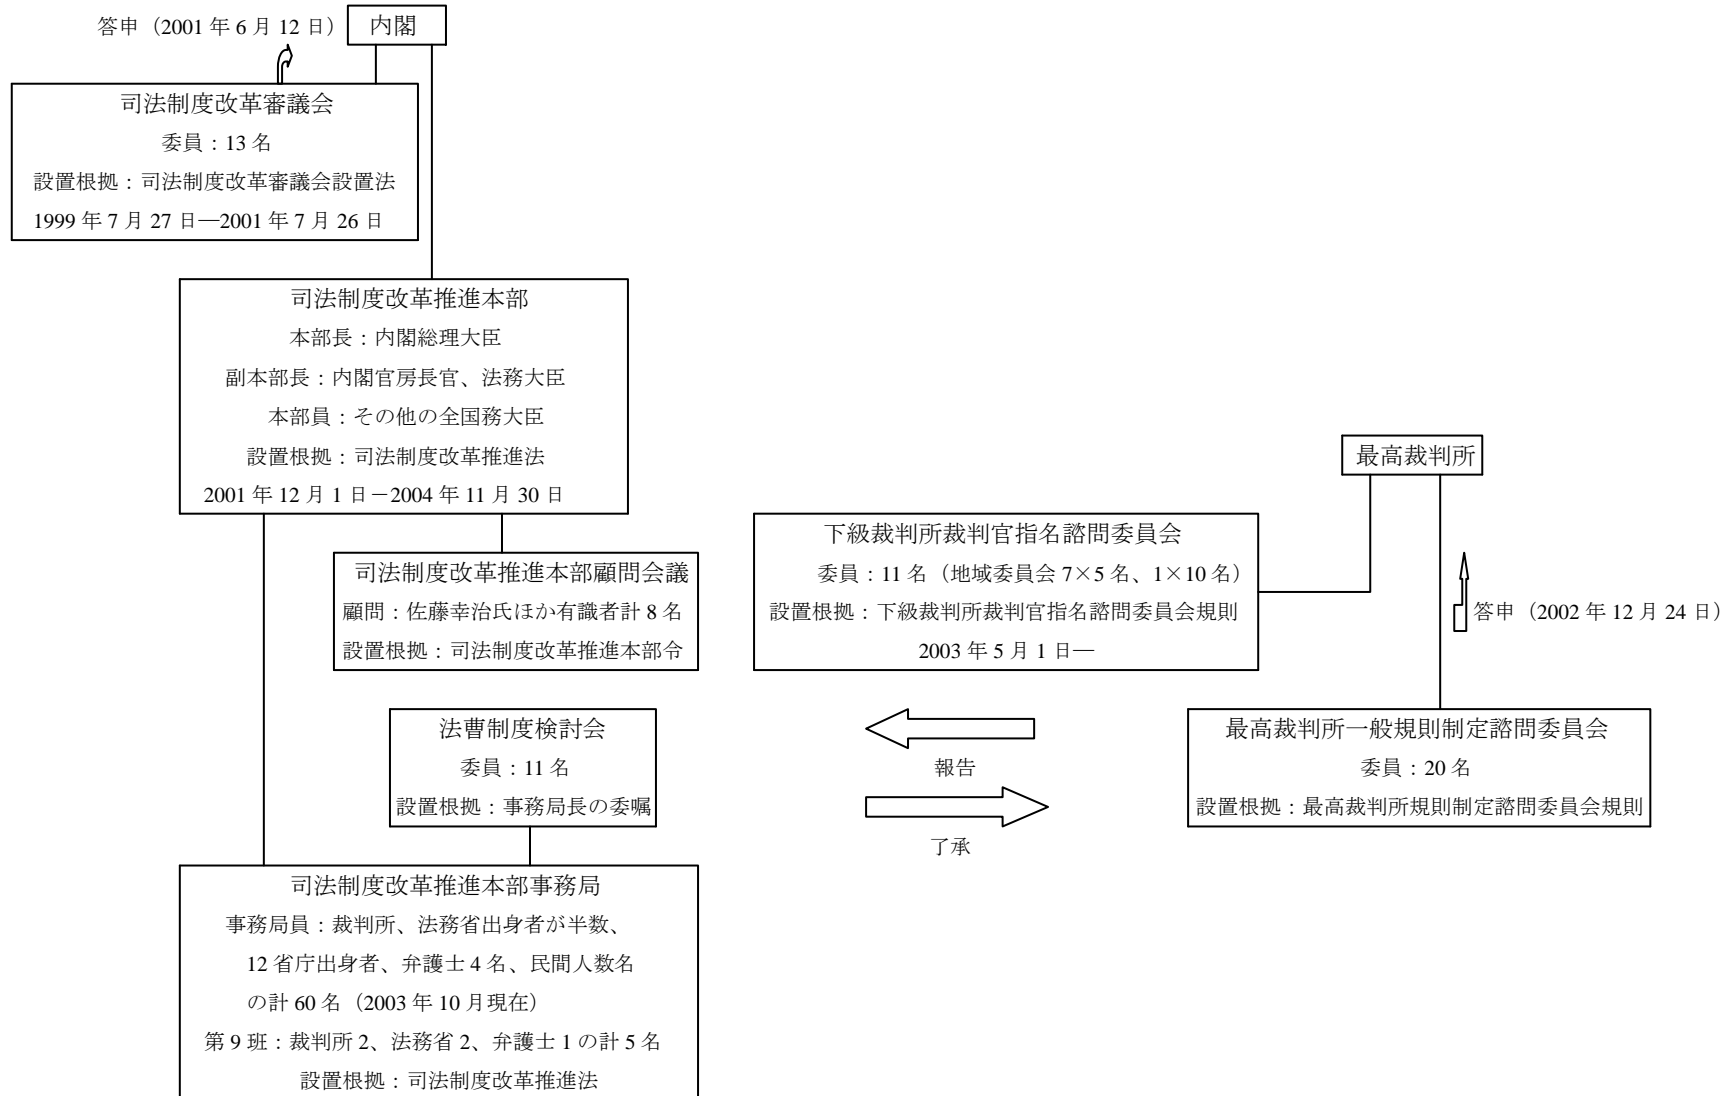 答申（2001 年 6 月 12 日）
内閣
司法制度改革審議会
委員：13 名
設置根拠：司法制度改革審議会設置法
1999 年 7 月 27 日―2001 年 7 月 26 日
司法制度改革推進本部
本部長：内閣総理大臣
副本部長：内閣官房長官、法務大臣
本部員：その他の全国務大臣
設置根拠：司法制度改革推進法
2001 年 12 月 1 日－2004 年 11 月 30 日
司法制度改革推進本部顧問会議
顧問：佐藤幸治氏ほか有識者計 8 名
設置根拠：司法制度改革推進本部令
法曹制度検討会
委員：11 名
設置根拠：事務局長の委嘱
司法制度改革推進本部事務局
事務局員：裁判所、法務省出身者が半数、
12 省庁出身者、弁護士 4 名、民間人数名
の計 60 名（2003 年 10 月現在）
第 9 班：裁判所 2、法務省 2、弁護士 1 の計 5 名
設置根拠：司法制度改革推進法
報告
了承
最高裁判所
下級裁判所裁判官指名諮問委員会
委員：11 名（地域委員会 7×5 名、1×10 名）
設置根拠：下級裁判所裁判官指名諮問委員会規則
2003 年 5 月 1 日―
答申（2002 年 12 月 24 日）
最高裁判所一般規則制定諮問委員会
委員：20 名
設置根拠：最高裁判所規則制定諮問委員会規則